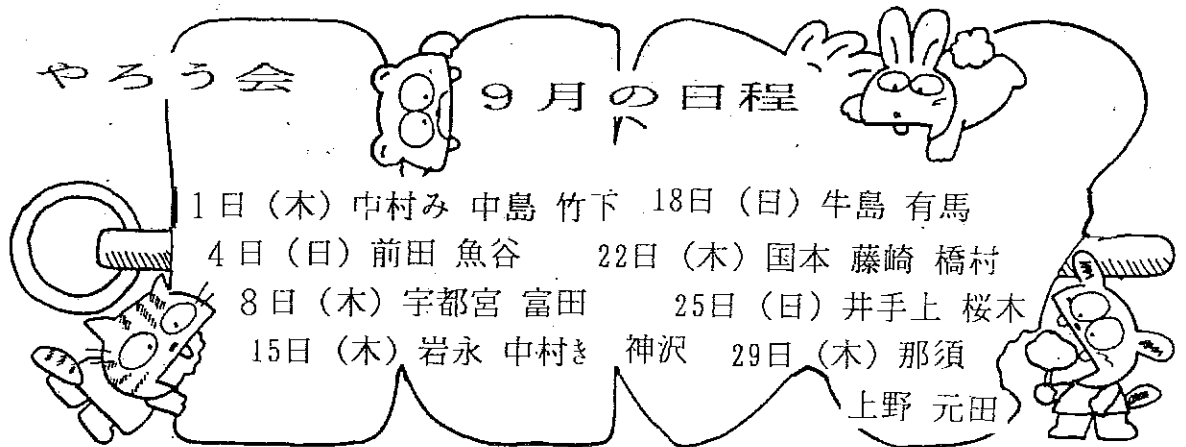 やろう会
9月の日程
1日（木）中村み 中島 竹下
4日（日）前田 魚谷
8日（木）宇都宮 富田
15日（木）岩永 中村き 神沢
18日（日）牛島 有馬
22日（木）国本 藤崎 橋村
25日（日）井手上 桜木
29日（木）那須
上野 元田